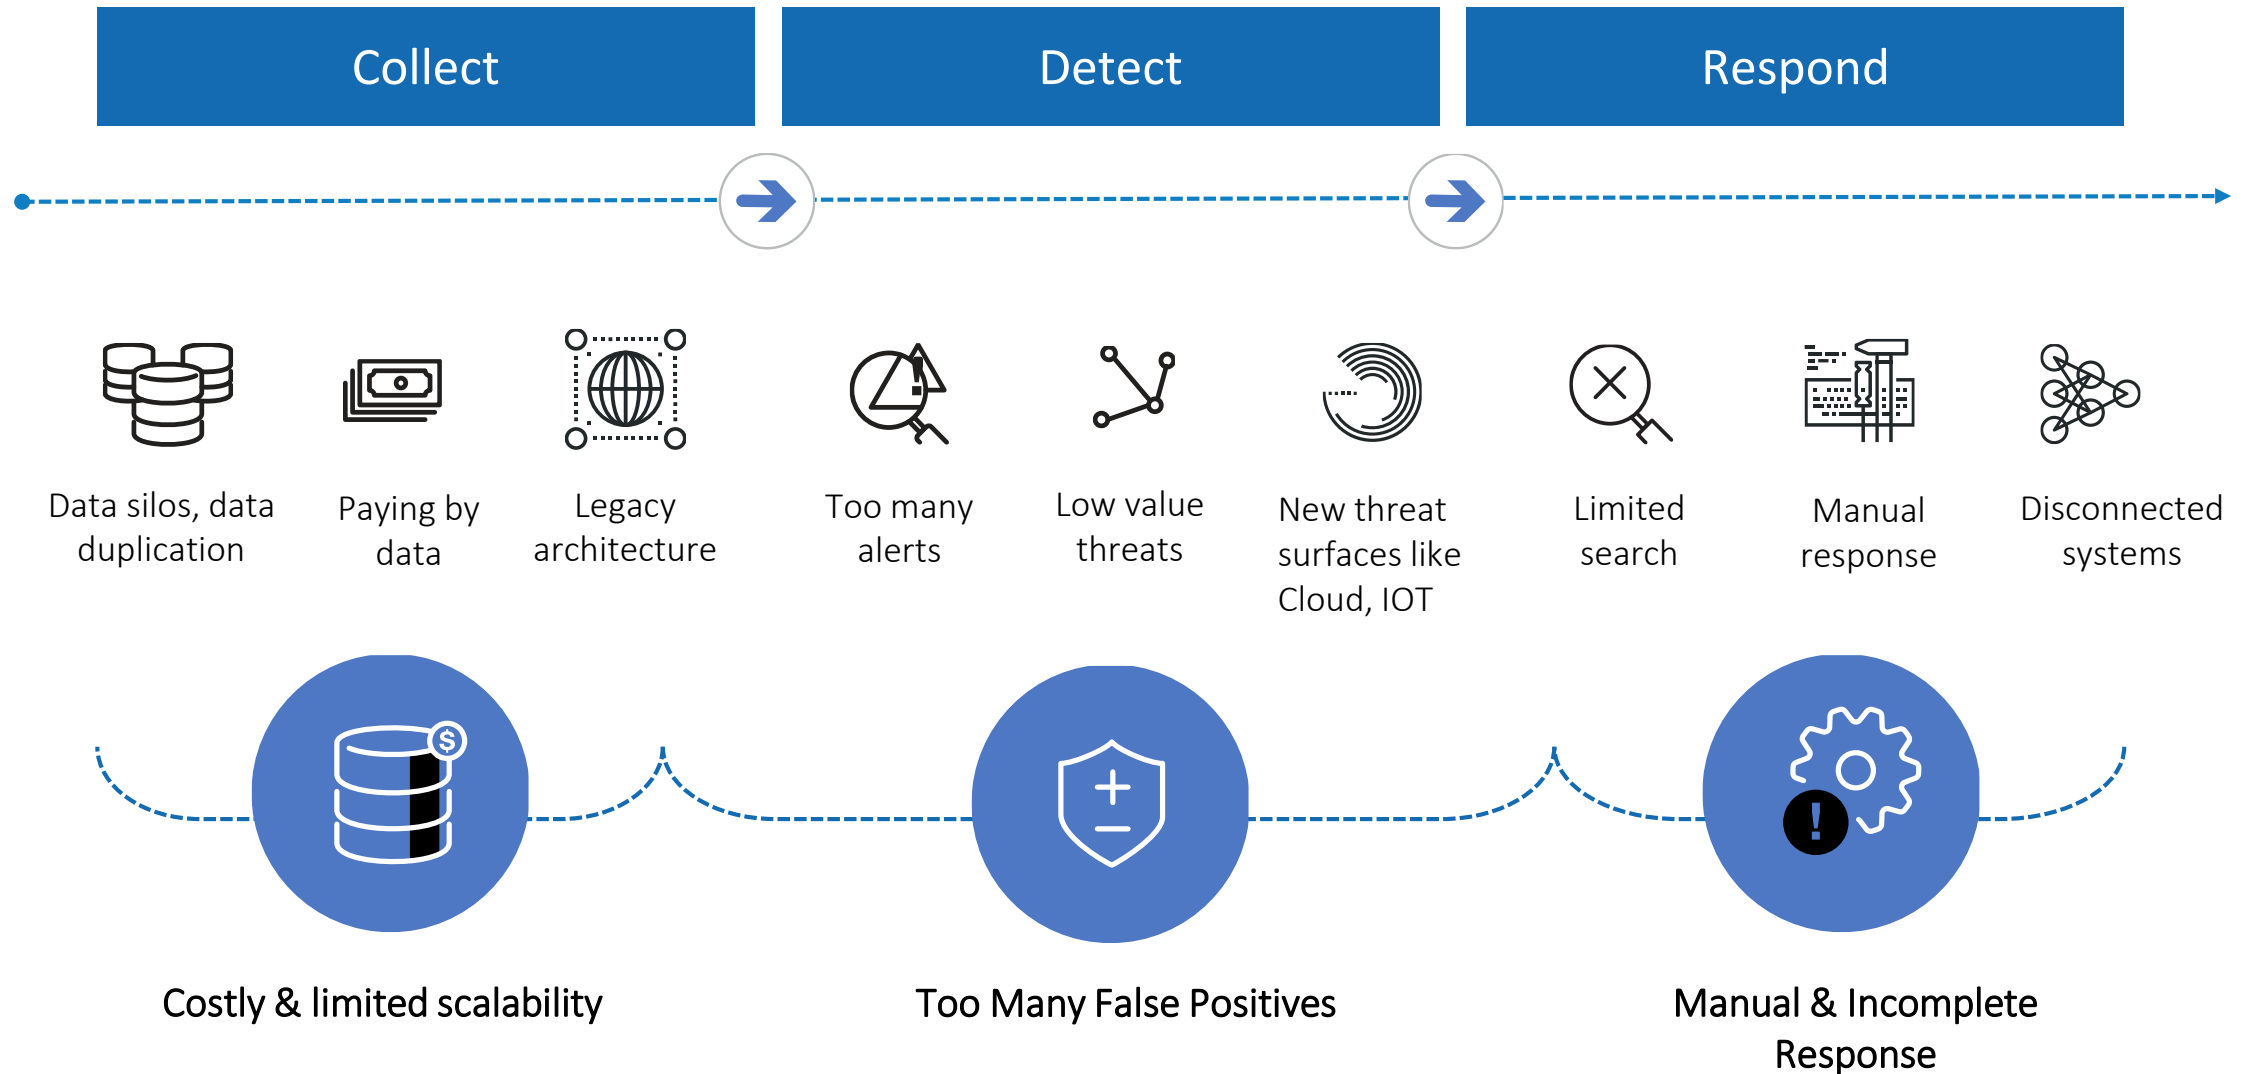 Collect
Detect
Respond
Data silos, data
duplication
Paying by
data
Legacy
architecture
Too many
alerts
Low value
threats
New threat
surfaces like
Cloud, IOT
Limited
search
Manual
response
Disconnected
systems
$
!
Costly & limited scalability
Too Many False Positives
Manual & Incomplete
Response